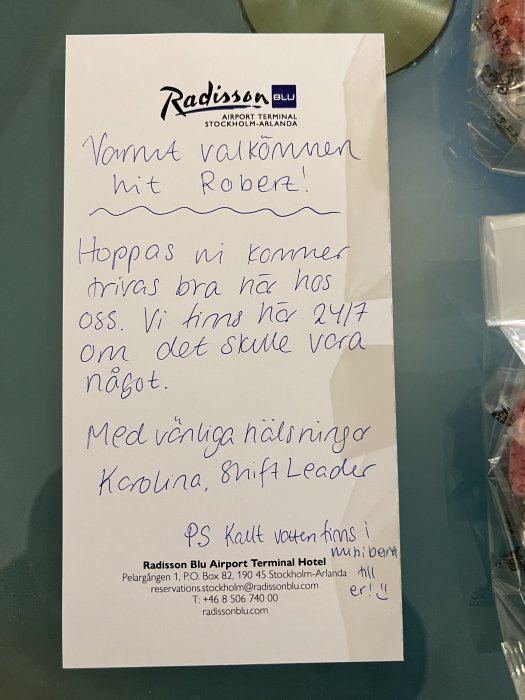 Radisson BLU
AIRPORT TERMINAL
STOCKHOLM-ARLANDA
Varmt valkömmen
hit Robert!
Hoppas ni kommer
trivas bra här hos
oss. Vi finns här 24/7
om det skulle vara
något.
Med vänliga hälsningar
Karolina, Shift Leader
PS Kallt vatten finns i
minibaren
till
er! :)
Radisson Blu Airport Terminal Hotel
Pelargången 1, P.O. Box 82, 190 45 Stockholm-Arlanda
reservations.stockholm@radissonblu.com
T: +46 8 506 740 00
radissonblu.com